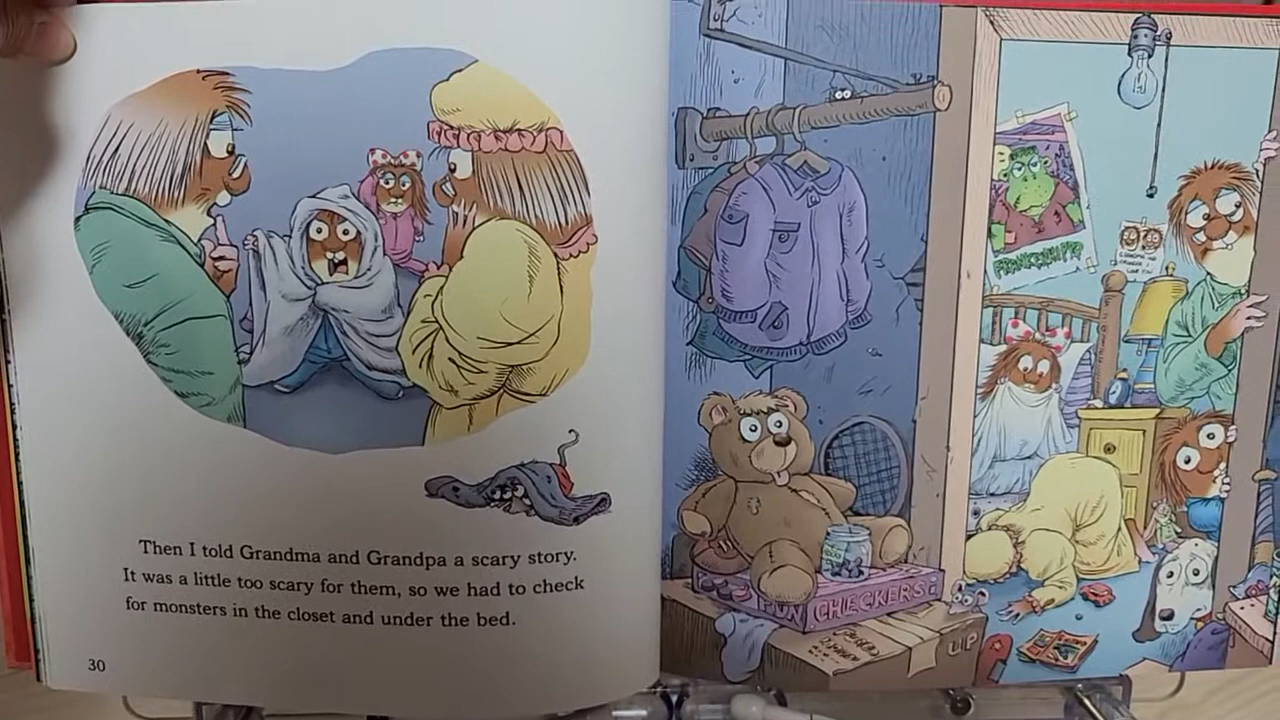 Then I told Grandma and Grandpa a scary story.
It was a little too scary for them, so we had to check
for monsters in the closet and under the bed.
30
FUN CHECKERS
UP